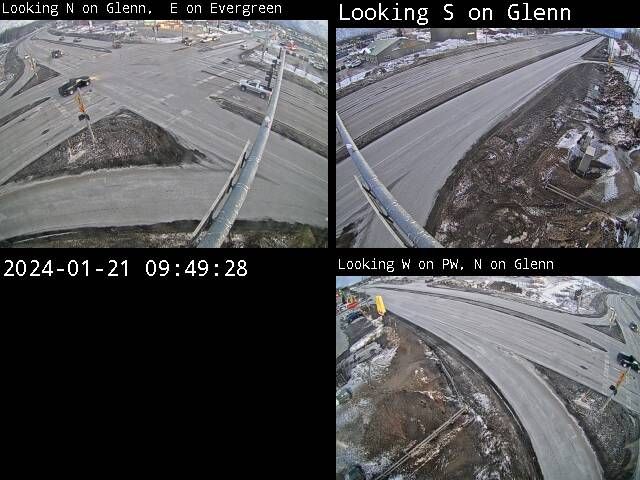 Looking N on Glenn,  E on Evergreen
Looking S on Glenn
2024-01-21 09:49:28
Looking W on PW, N on Glenn